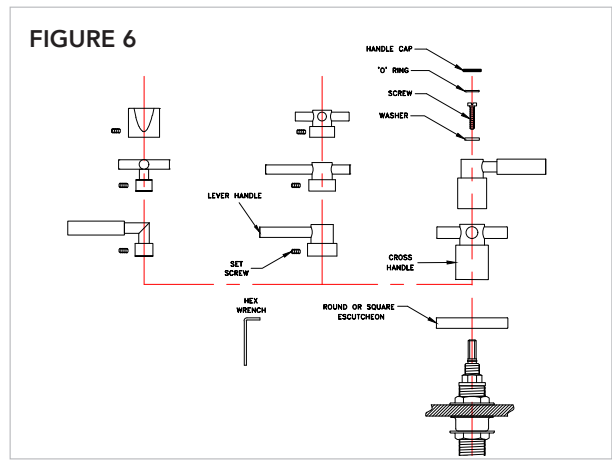 FIGURE 6
HANDLE CAP
"O" RING
SCREW
WASHER
LEVER HANDLE
SET
SCREW
CROSS
HANDLE
HEX
WRENCH
ROUND OR SQUARE
ESCUTCHEON